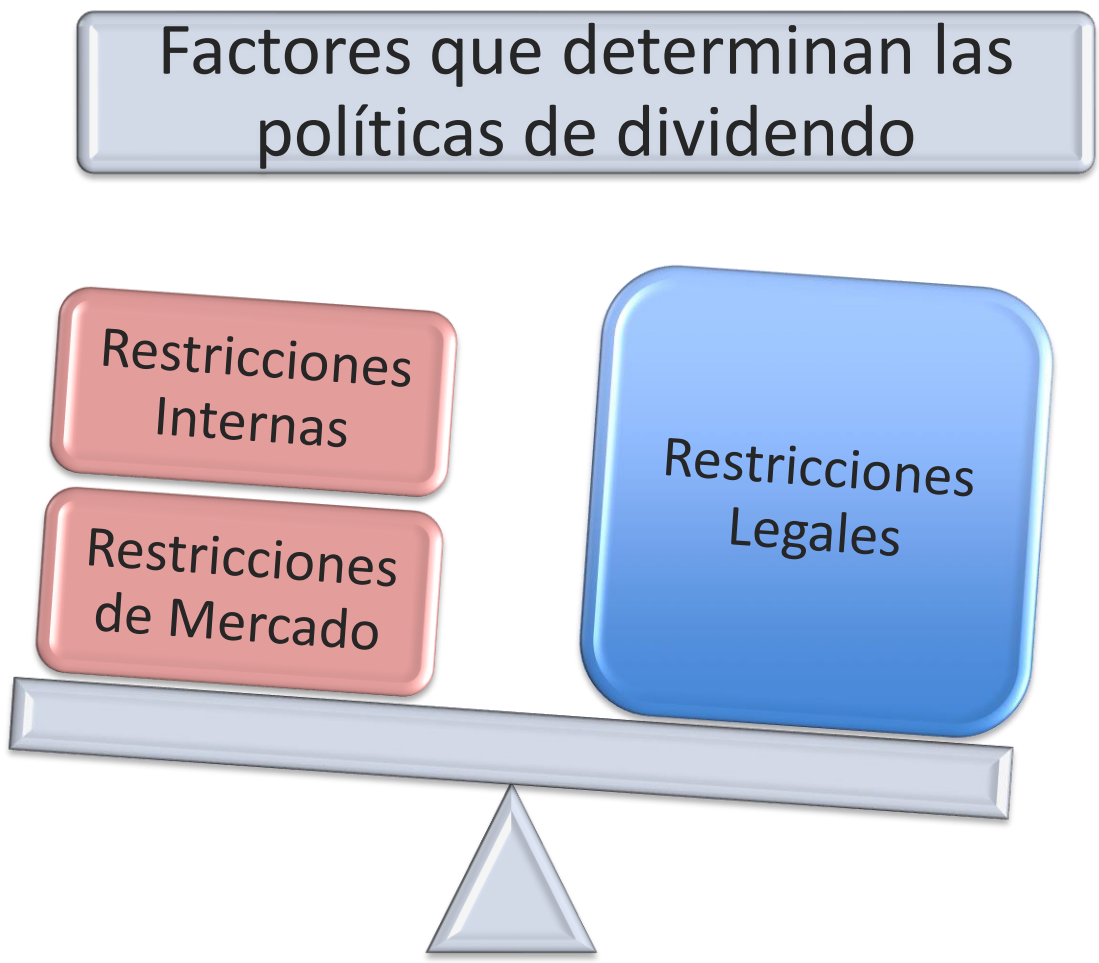 Factores que determinan las
políticas de dividendo
Restricciones
Internas
Restricciones
de Mercado
Restricciones
Legales